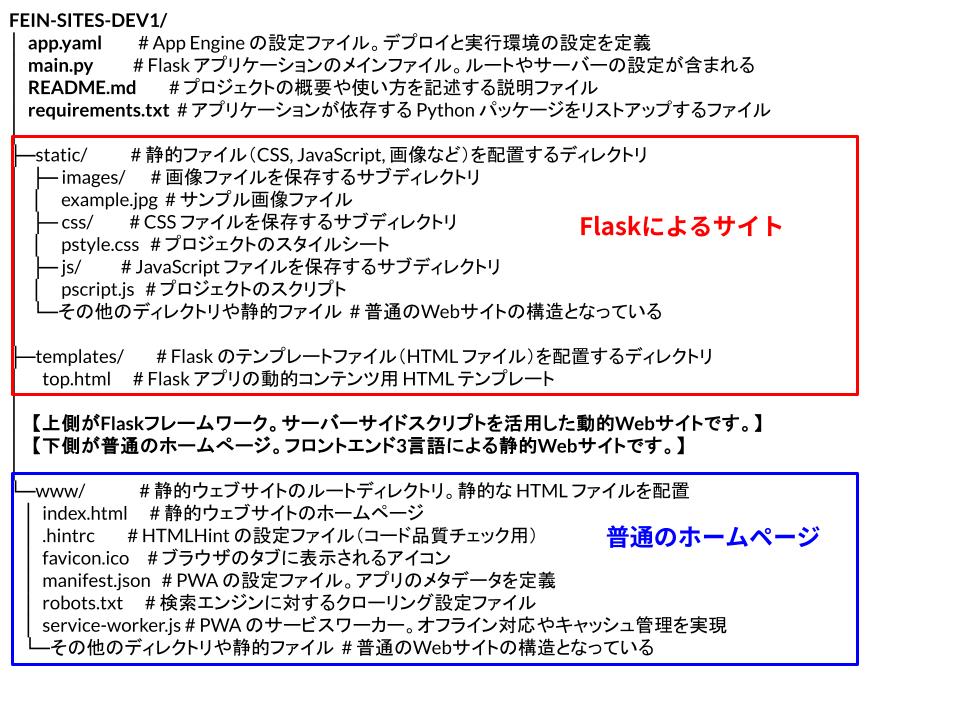 FEIN-SITES-DEV1/
app.yaml # App Engine の設定ファイル。デプロイと実行環境の設定を定義
main.py # Flask アプリケーションのメインファイル。ルートやサーバーの設定が含まれる
README.md # プロジェクトの概要や使い方を記述する説明ファイル
requirements.txt # アプリケーションが依存する Python パッケージをリストアップするファイル
├─static/ # 静的ファイル（CSS, JavaScript, 画像など）を配置するディレクトリ
├─ images/ # 画像ファイルを保存するサブディレクトリ
│ example.jpg # サンプル画像ファイル
├─ css/ # CSS ファイルを保存するサブディレクトリ
Flaskによるサイト
│ pstyle.css # プロジェクトのスタイルシート
├─ js/ # JavaScript ファイルを保存するサブディレクトリ
│ pscript.js # プロジェクトのスクリプト
└─その他のディレクトリや静的ファイル # 普通のWebサイトの構造となっている
├─templates/ # Flask のテンプレートファイル（HTML ファイル）を配置するディレクトリ
top.html # Flask アプリの動的コンテンツ用 HTML テンプレート
【上側がFlaskフレームワーク。サーバーサイドスクリプトを活用した動的Webサイトです。】
【下側が普通のホームページ。フロントエンド3言語による静的Webサイトです。】
└─www/ # 静的ウェブサイトのルートディレクトリ。静的な HTML ファイルを配置
│ index.html # 静的ウェブサイトのホームページ
│ .hintrc # HTMLHint の設定ファイル（コード品質チェック用）
普通のホームページ
│ favicon.ico # ブラウザのタブに表示されるアイコン
│ manifest.json # PWA の設定ファイル。アプリのメタデータを定義
│ robots.txt # 検索エンジンに対するクローリング設定ファイル
│ service-worker.js # PWA のサービスワーカー。オフライン対応やキャッシュ管理を実現
└─その他のディレクトリや静的ファイル # 普通のWebサイトの構造となっている